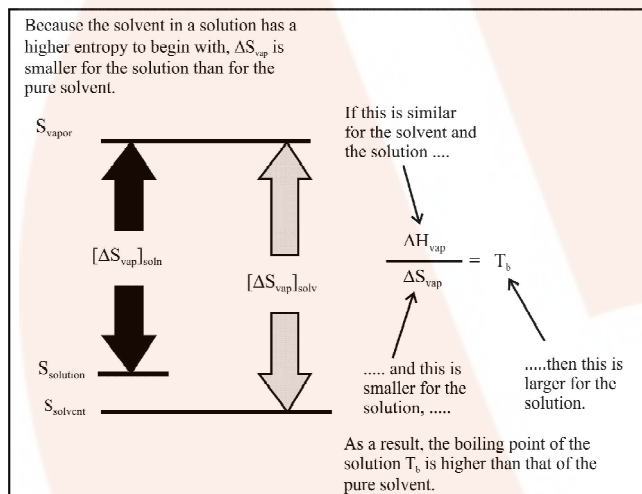 Because the solvent in a solution has a
higher entropy to begin with, ΔSvap is
smaller for the solution than for the
pure solvent.
Svapor
If this is similar
for the solvent and
the solution ....
[ΔSvap]soln
[ΔSvap]solv
ΔHvap
ΔSvap
= Tb
Ssolution
Ssolvent
..... and this is
smaller for the
solution, .....
.....then this is
larger for the
solution.
As a result, the boiling point of the
solution Tb is higher than that of the
pure solvent.